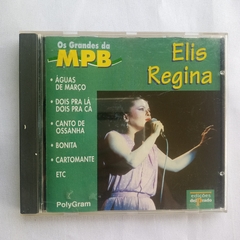 Os Grandes da
MPB
Elis
Regina
• ÁGUAS
DE MARÇO
• DOIS PRA LÁ
DOIS PRA CÁ
• CANTO DE
OSSANHA
• BONITA
• CARTOMANTE
ETC
PolyGram